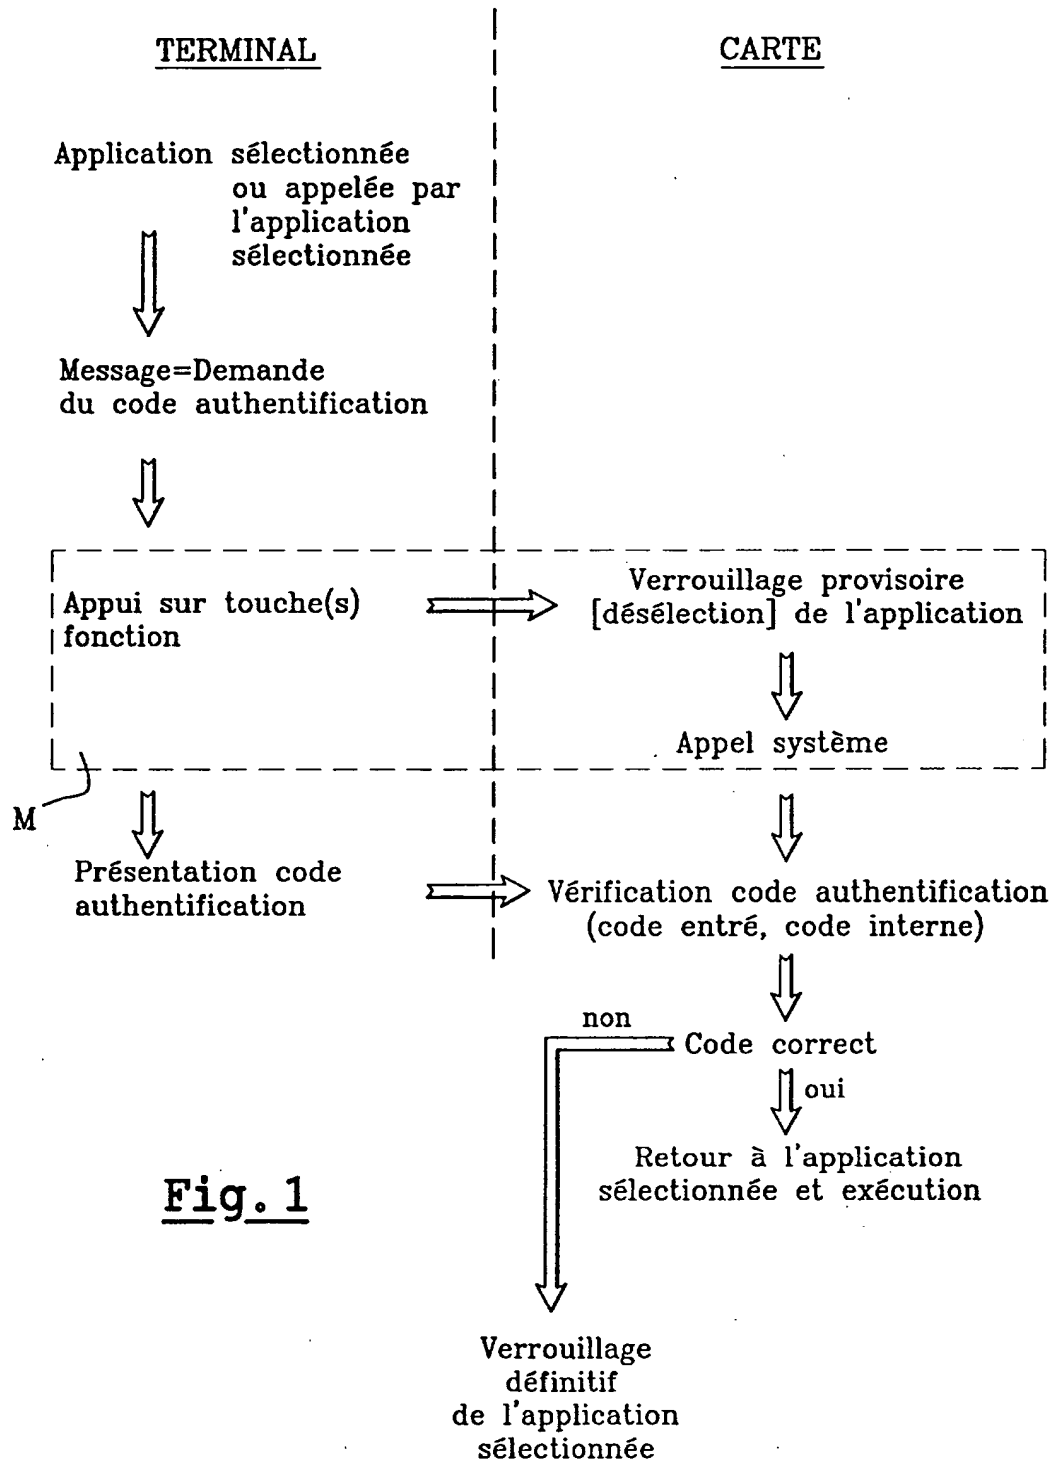 TERMINAL
CARTE
Application sélectionnée
ou appelée par
l'application
sélectionnée
Message=Demande
du code authentification
Appui sur touche(s)
fonction
Verrouillage provisoire
[désélection] de l'application
Appel système
M
Présentation code
authentification
Vérification code authentification
(code entré, code interne)
non
Code correct
oui
Retour à l'application
sélectionnée et exécution
Fig. 1
Verrouillage
définitif
de l'application
sélectionnée